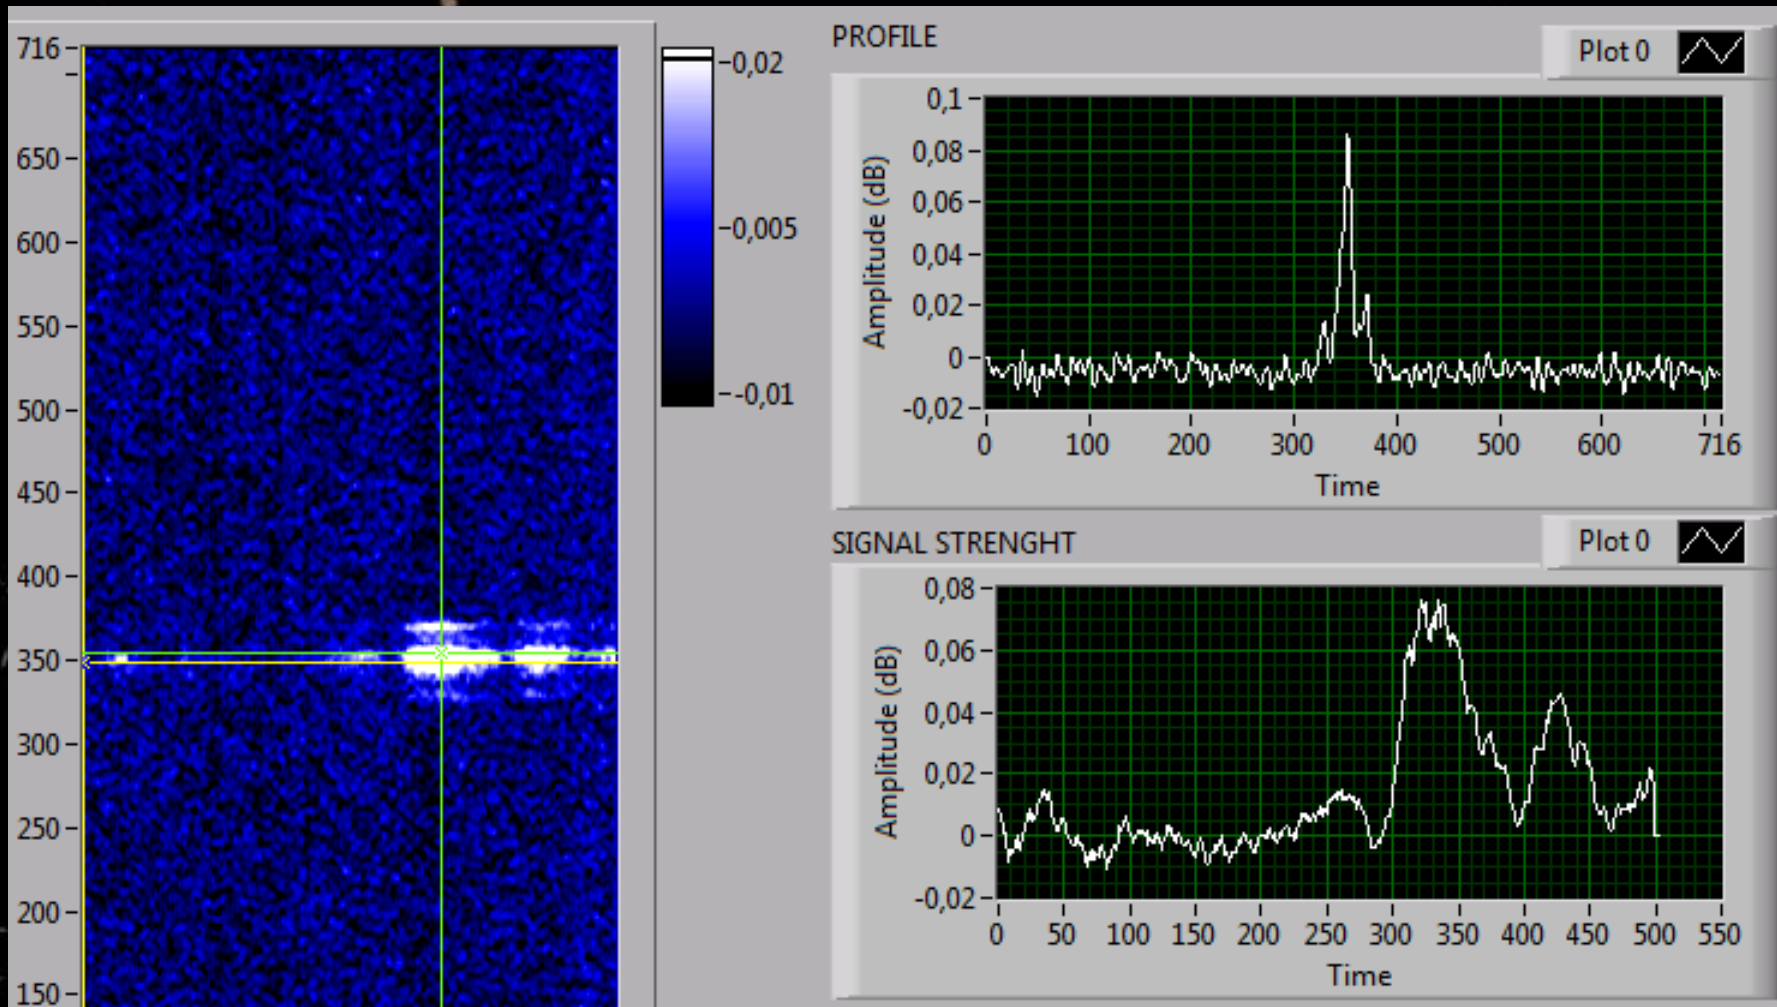 716
650
600
550
500
450
400
350
300
250
200
150
0,02
0,005
-0,01
PROFILE
Plot 0
Amplitude (dB)
0,1
0,08
0,06
0,04
0,02
0
-0,02
0 100 200 300 400 500 600 716
Time
SIGNAL STRENGHT
Plot 0
Amplitude (dB)
0,08
0,06
0,04
0,02
0
-0,02
0 50 100 150 200 250 300 350 400 450 500 550
Time